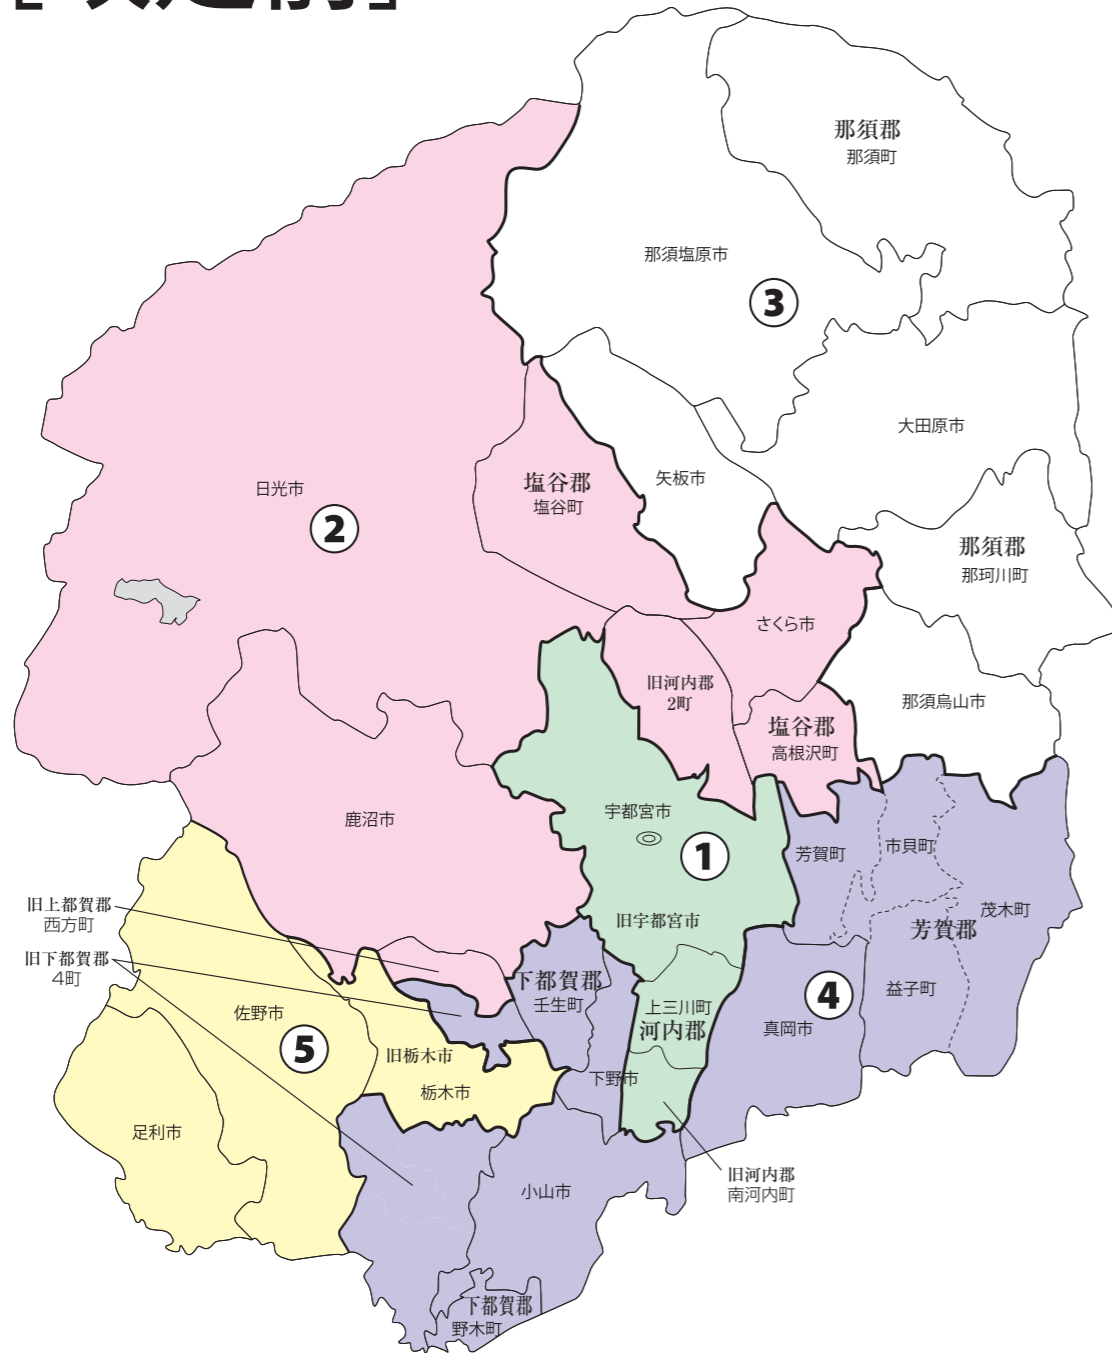 那須郡
那須町
那須塩原市
3
大田原市
矢板市
塩谷郡
塩谷町
日光市
2
那須郡
那珂川町
さくら市
旧河内郡
2町
那須烏山市
塩谷郡
高根沢町
鹿沼市
宇都宮市
1
芳賀町
市貝町
茂木町
芳賀郡
旧宇都宮市
旧上都賀郡
西方町
旧下都賀郡
4町
下都賀郡
壬生町
上三川町
河内郡
益子町
4
真岡市
佐野市
5
旧栃木市
栃木市
下野市
足利市
小山市
旧河内郡
南河内町
下都賀郡
野木町